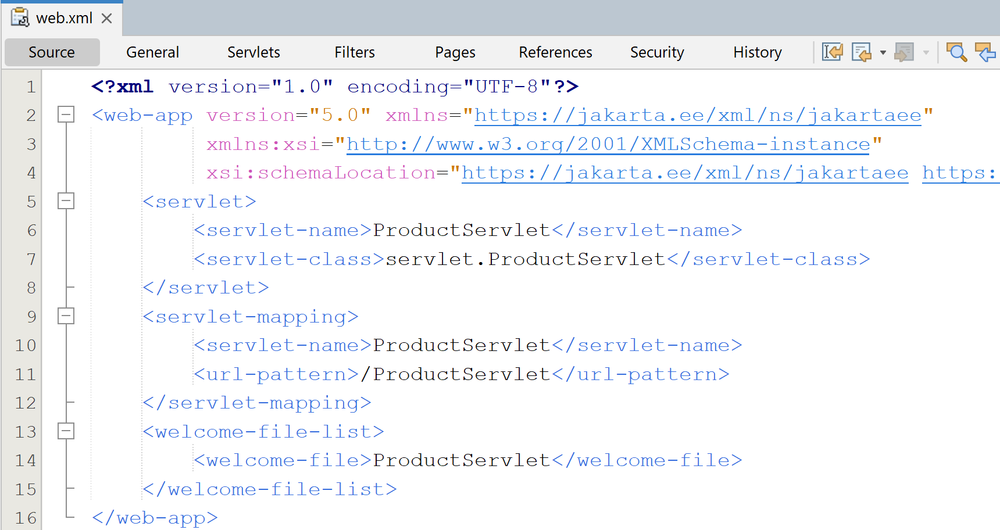 web.xml
Source General Servlets Filters Pages References Security History
1 <?xml version="1.0" encoding="UTF-8"?>
2 <web-app version="5.0" xmlns="https://jakarta.ee/xml/ns/jakartaee"
3 xmlns:xsi="http://www.w3.org/2001/XMLSchema-instance"
4 xsi:schemaLocation="https://jakarta.ee/xml/ns/jakartaee https:
5 <servlet>
6 <servlet-name>ProductServlet</servlet-name>
7 <servlet-class>servlet.ProductServlet</servlet-class>
8 </servlet>
9 <servlet-mapping>
10 <servlet-name>ProductServlet</servlet-name>
11 <url-pattern>/ProductServlet</url-pattern>
12 </servlet-mapping>
13 <welcome-file-list>
14 <welcome-file>ProductServlet</welcome-file>
15 </welcome-file-list>
16 </web-app>